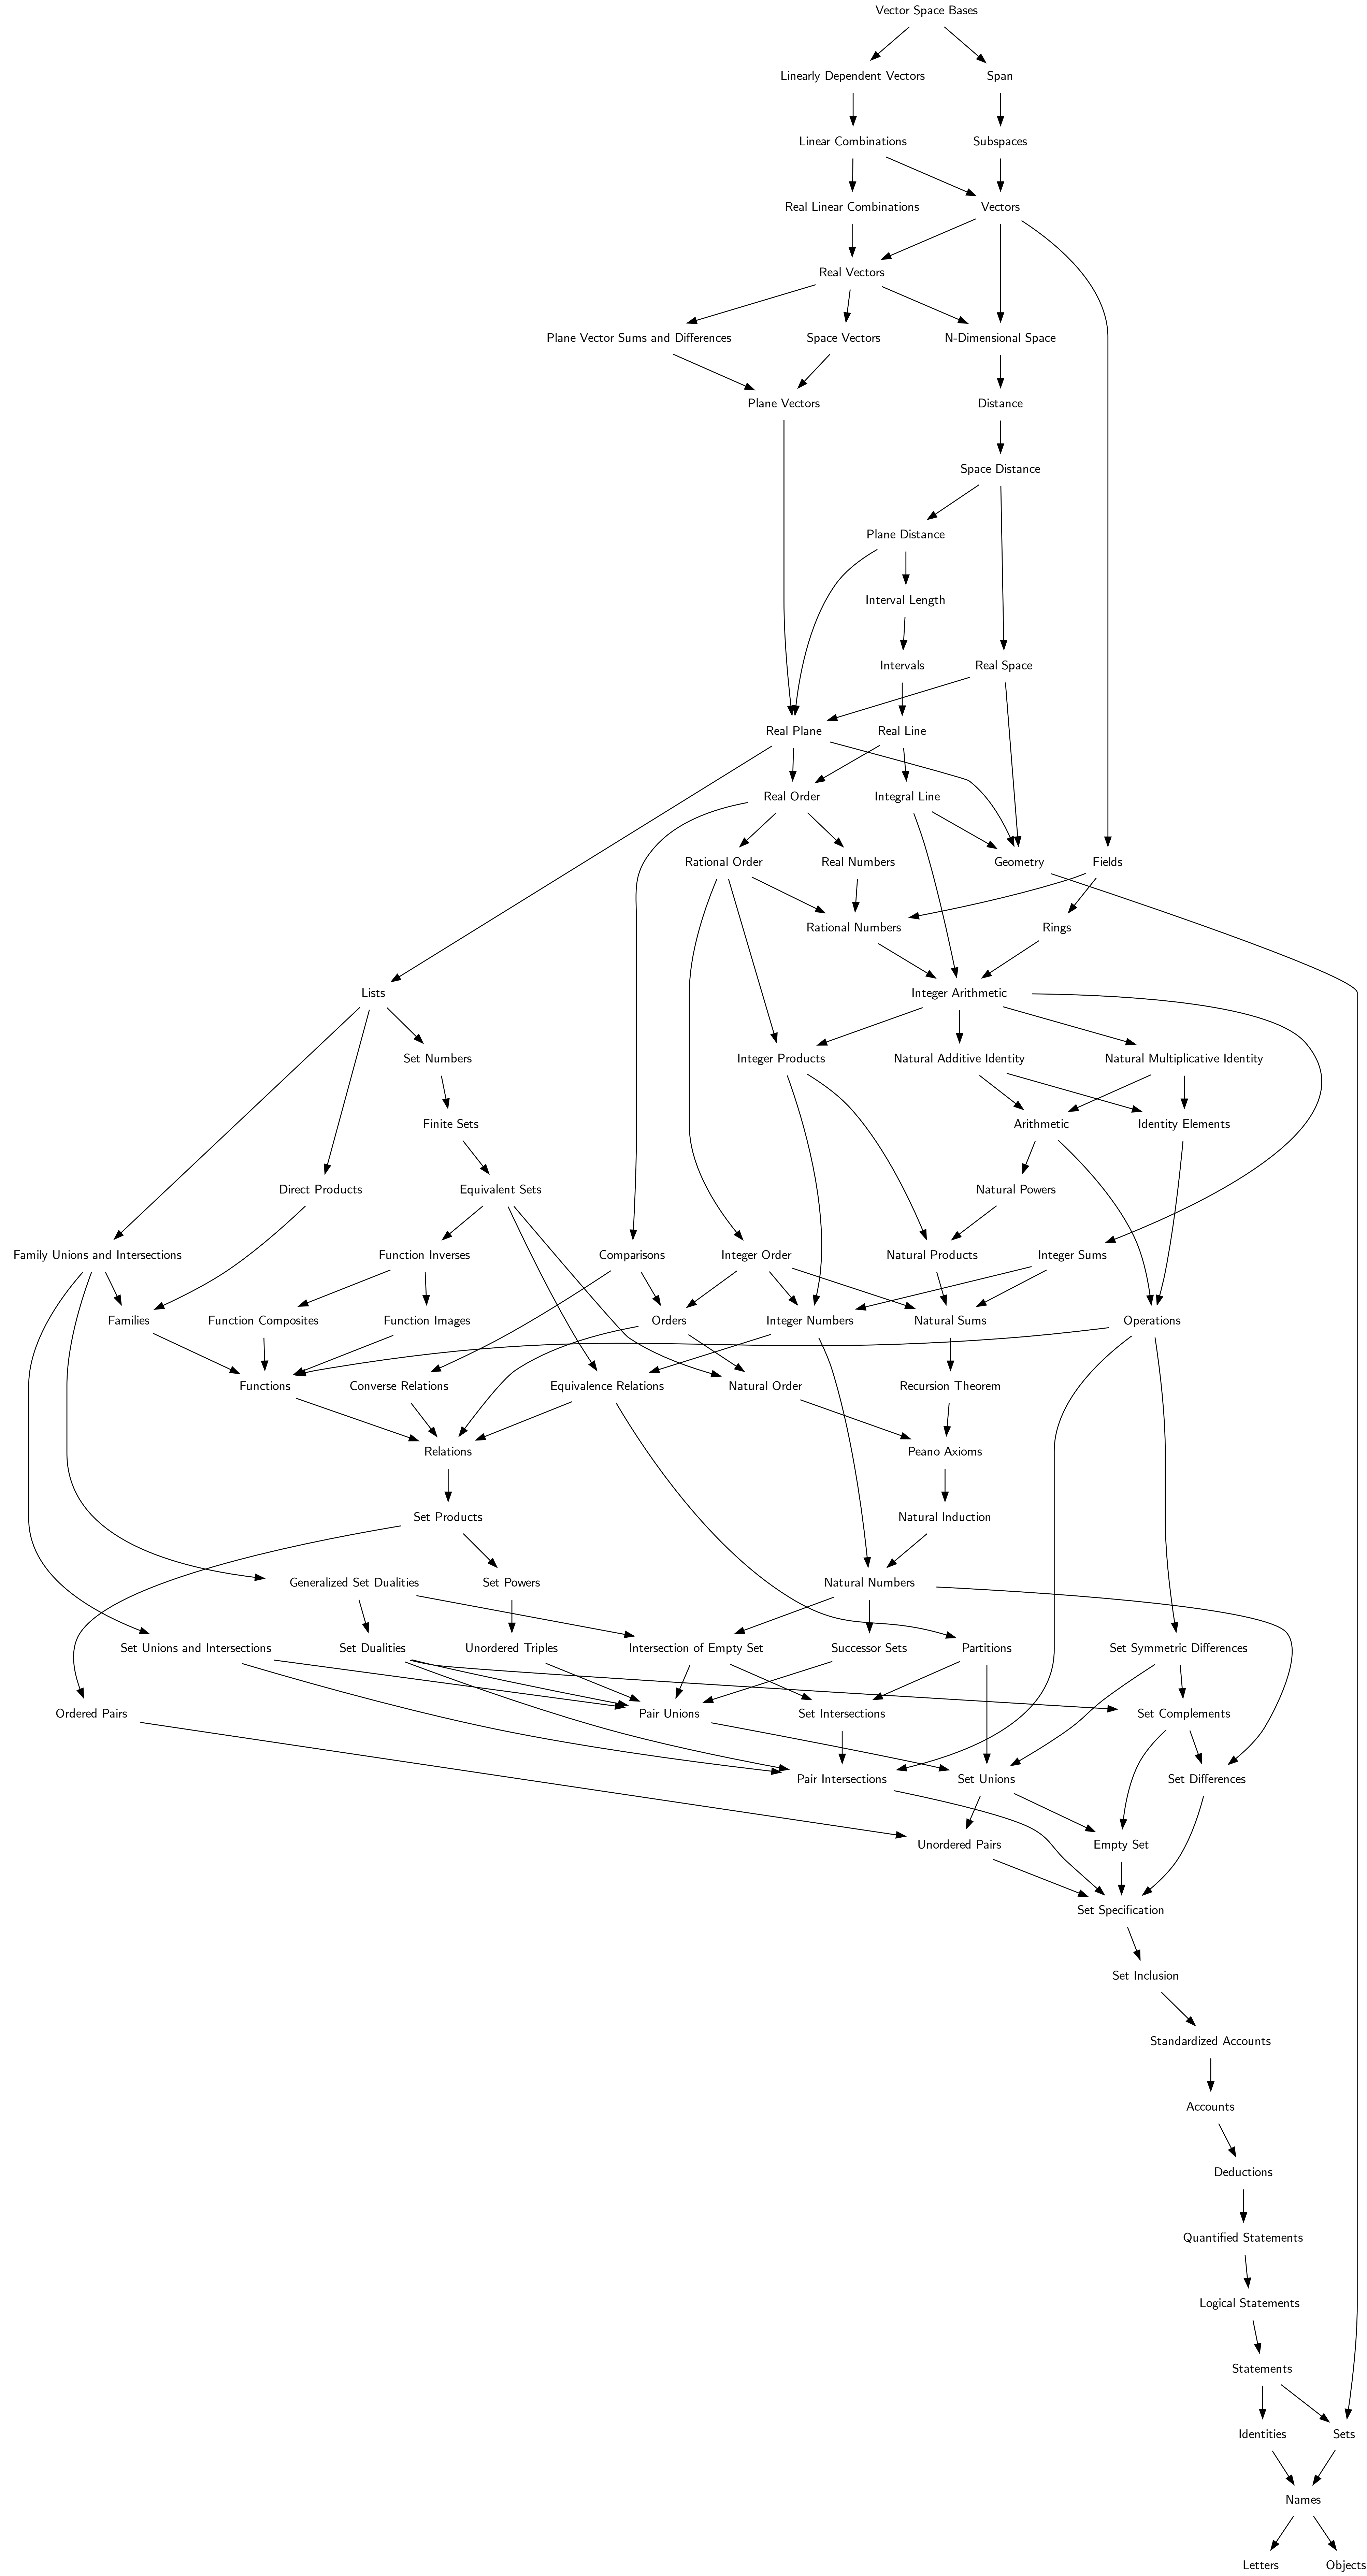 Vector Space Bases
Linearly Dependent Vectors
Span
Linear Combinations
Subspaces
Real Linear Combinations
Vectors
Real Vectors
Plane Vector Sums and Differences
Space Vectors
N-Dimensional Space
Plane Vectors
Distance
Space Distance
Plane Distance
Interval Length
Intervals
Real Space
Real Plane
Real Line
Real Order
Integral Line
Rational Order
Real Numbers
Geometry
Fields
Rational Numbers
Rings
Lists
Integer Arithmetic
Set Numbers
Integer Products
Natural Additive Identity
Natural Multiplicative Identity
Finite Sets
Arithmetic
Identity Elements
Direct Products
Equivalent Sets
Natural Powers
Family Unions and Intersections
Function Inverses
Comparisons
Integer Order
Natural Products
Integer Sums
Families
Function Composites
Function Images
Orders
Integer Numbers
Natural Sums
Operations
Functions
Converse Relations
Equivalence Relations
Natural Order
Recursion Theorem
Relations
Peano Axioms
Set Products
Natural Induction
Generalized Set Dualities
Set Powers
Natural Numbers
Set Unions and Intersections
Set Dualities
Unordered Triples
Intersection of Empty Set
Successor Sets
Partitions
Set Symmetric Differences
Ordered Pairs
Pair Unions
Set Intersections
Set Complements
Pair Intersections
Set Unions
Set Differences
Unordered Pairs
Empty Set
Set Specification
Set Inclusion
Standardized Accounts
Accounts
Deductions
Quantified Statements
Logical Statements
Statements
Identities
Sets
Names
Letters
Objects